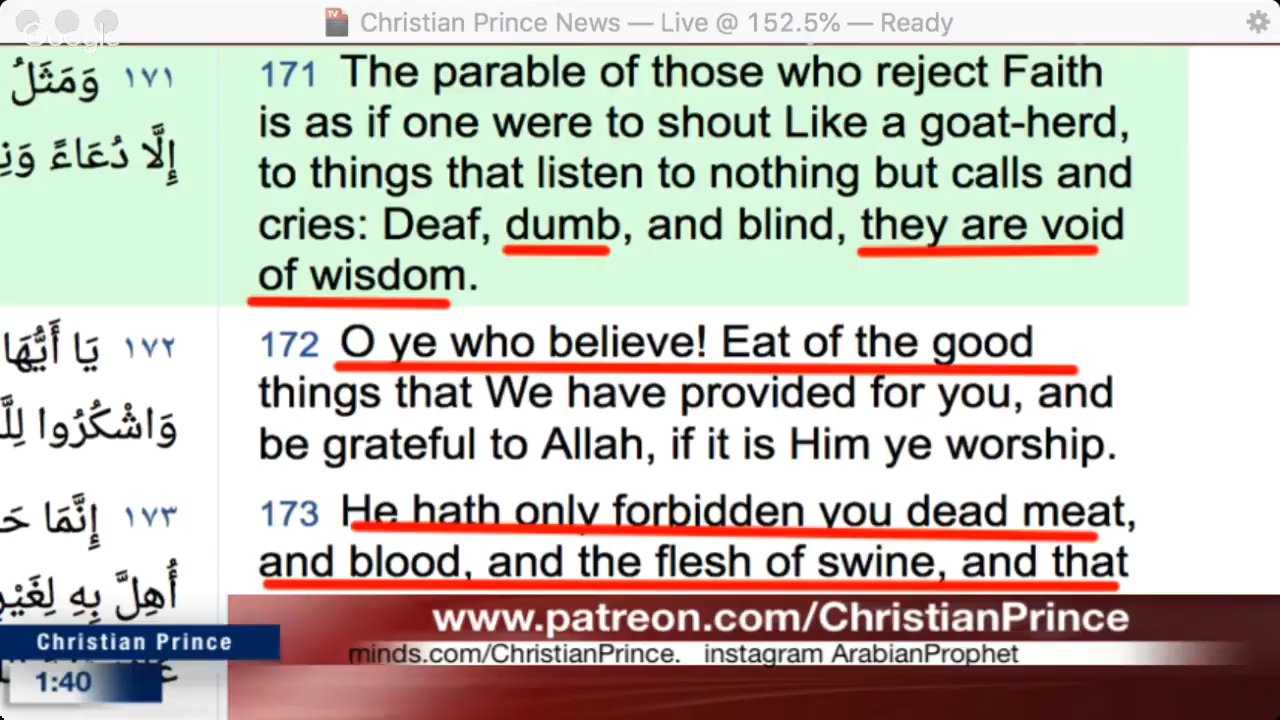 Christian Prince News — Live @ 152.5% — Ready
Google
١٧١ وَمَثَلُ
إِلَّا دُعَاءً
171 The parable of those who reject Faith
is as if one were to shout Like a goat-herd,
to things that listen to nothing but calls and
cries: Deaf, dumb, and blind, they are void
of wisdom.
١٧٢ يَا أَيُّهَا
وَاشْكُرُوا
172 O ye who believe! Eat of the good
things that We have provided for you, and
be grateful to Allah, if it is Him ye worship.
١٧٣ إِنَّمَا
أُهِلَّ بِهِ
173 He hath only forbidden you dead meat,
and blood, and the flesh of swine, and that
www.patreon.com/ChristianPrince
Christian Prince
minds.com/ChristianPrince. instagram ArabianProphet
1:40